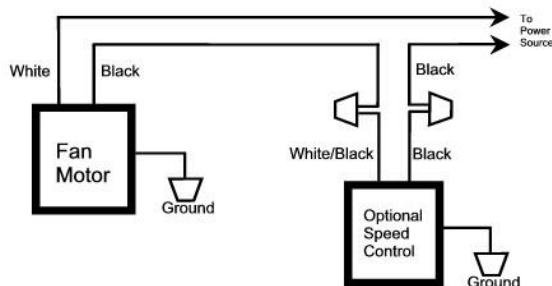 To
Power
Source
White
Black
Black
Fan
Motor
White/Black
Black
Ground
Optional
Speed
Control
Ground